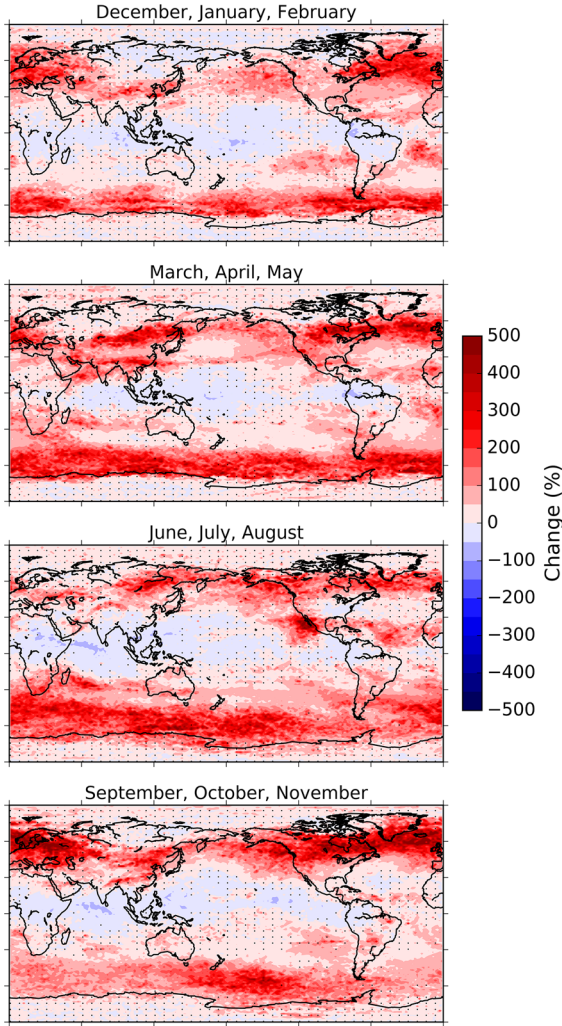 December, January, February
March, April, May
June, July, August
September, October, November
500
400
300
200
100
0
−100
−200
−300
−400
−500
Change (%)